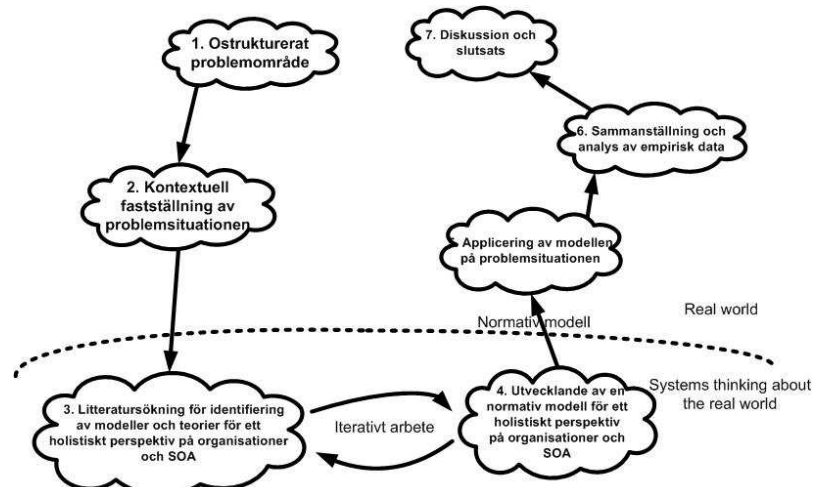 1. Ostrukturerat
problemområde
2. Kontextuell
fastställning av
problemsituationen
3. Litteratursökning för identifiering
av modeller och teorier för ett
holistiskt perspektiv på organisationer
och SOA
Iterativt arbete
4. Utvecklande av en
normativ modell för ett
holistiskt perspektiv
på organisationer och
SOA
Normativ modell
Applicering av modellen
på problemsituationen
6. Sammanställning och
analys av empirisk data
7. Diskussion och
slutsats
Real world
Systems thinking about
the real world